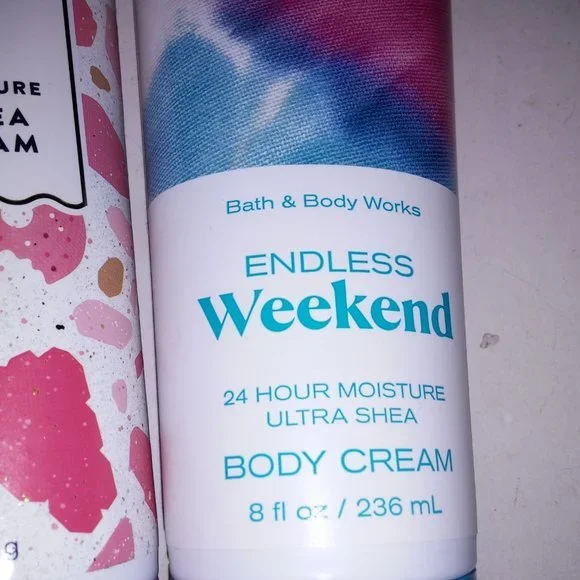 Bath & Body Works
ENDLESS
Weekend
24 HOUR MOISTURE
ULTRA SHEA
BODY CREAM
8 fl oz / 236 mL
URE
EA
AM
g